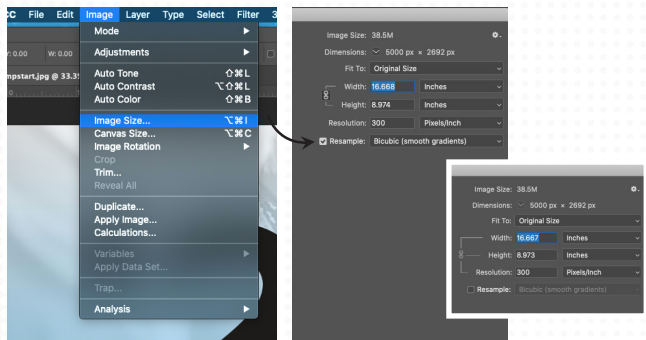 CC File Edit Image Layer Type Select Filter 3
Mode
Y: 0.00 W: 0.00
Adjustments
mpstart.jpg @ 33.3
Auto Tone ⇧⌘L
Auto Contrast ⌥⇧⌘L
Auto Color ⇧⌘B
Image Size... ⌥⌘I
Canvas Size... ⌥⌘C
Image Rotation
Crop
Trim...
Reveal All
Duplicate...
Apply Image...
Calculations...
Variables
Apply Data Set...
Trap...
Analysis
Image Size: 38.5M
Dimensions: 5000 px × 2692 px
Fit To: Original Size
Width: 16.668 Inches
Height: 8.974 Inches
Resolution: 300 Pixels/Inch
Resample: Bicubic (smooth gradients)
Image Size: 38.5M
Dimensions: 5000 px × 2692 px
Fit To: Original Size
Width: 16.667 Inches
Height: 8.973 Inches
Resolution: 300 Pixels/Inch
Resample: Bicubic (smooth gradients)